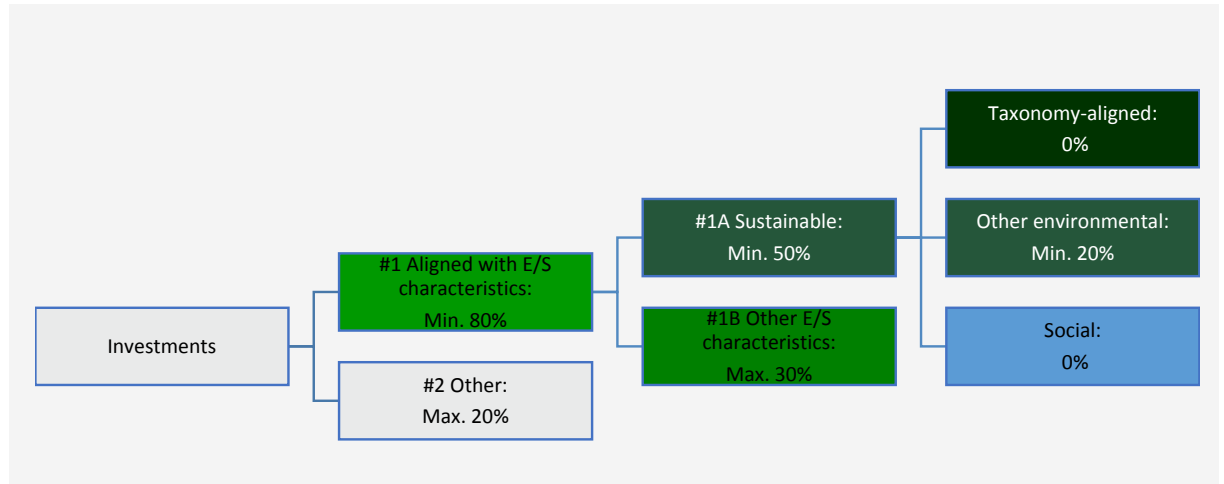 Investments
#1 Aligned with E/S
characteristics:
Min. 80%
#2 Other:
Max. 20%
#1A Sustainable:
Min. 50%
#1B Other E/S
characteristics:
Max. 30%
Taxonomy-aligned:
0%
Other environmental:
Min. 20%
Social:
0%